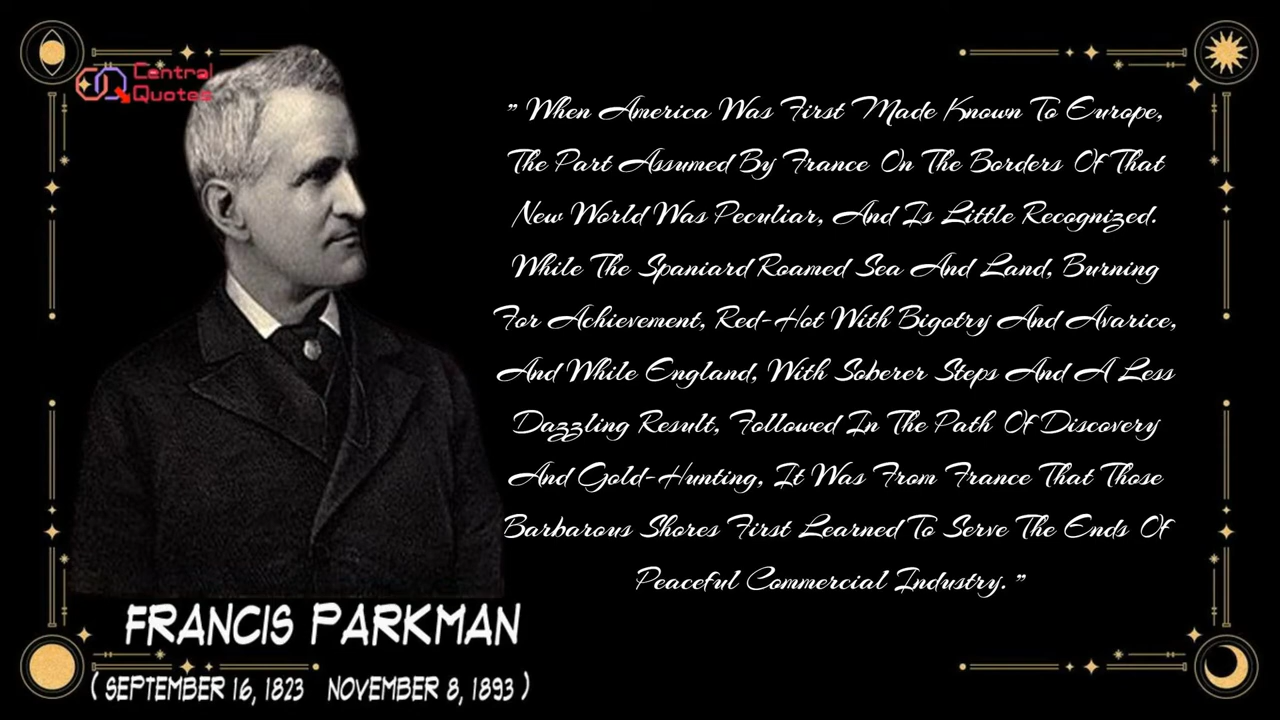 Central
Quotes
" When America Was First Made Known To Europe,
The Part Assumed By France On The Borders Of That
New World Was Peculiar, And Is Little Recognized.
While The Spaniard Roamed Sea And Land, Burning
For Achievement, Red-Hot With Bigotry And Avarice,
And While England, With Soberer Steps And A Less
Dazzling Result, Followed In The Path Of Discovery
And Gold-Hunting, It Was From France That Those
Barbarous Shores First Learned To Serve The Ends Of
Peaceful Commercial Industry. "
FRANCIS PARKMAN
( SEPTEMBER 16, 1823 NOVEMBER 8, 1893 )